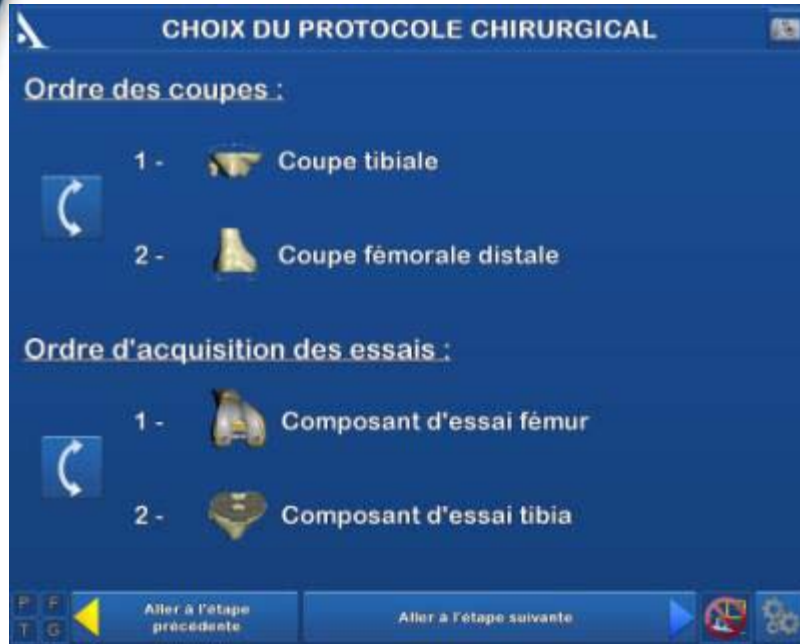 CHOIX DU PROTOCOLE CHIRURGICAL
Ordre des coupes :
1 - Coupe tibiale
2 - Coupe fémorale distale
Ordre d'acquisition des essais :
1 - Composant d'essai fémur
2 - Composant d'essai tibia
P F
T G
Aller à l'étape
précédente
Aller à l'étape suivante